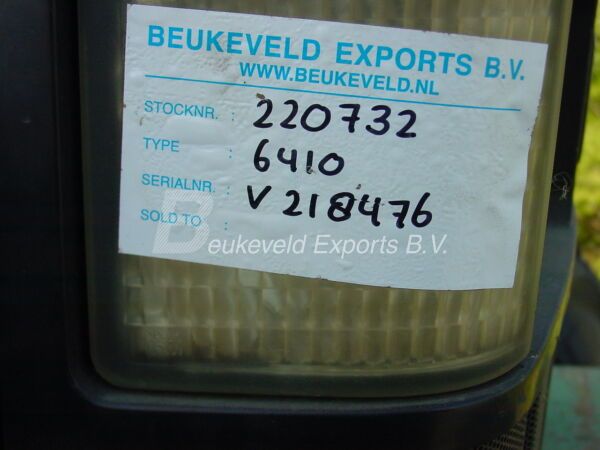 BEUKEVELD EXPORTS B.V.
WWW.BEUKEVELD.NL
STOCKNR. : 220732
TYPE : 6410
SERIALNR. : V 218476
SOLD TO :
Beukeveld Exports B.V.